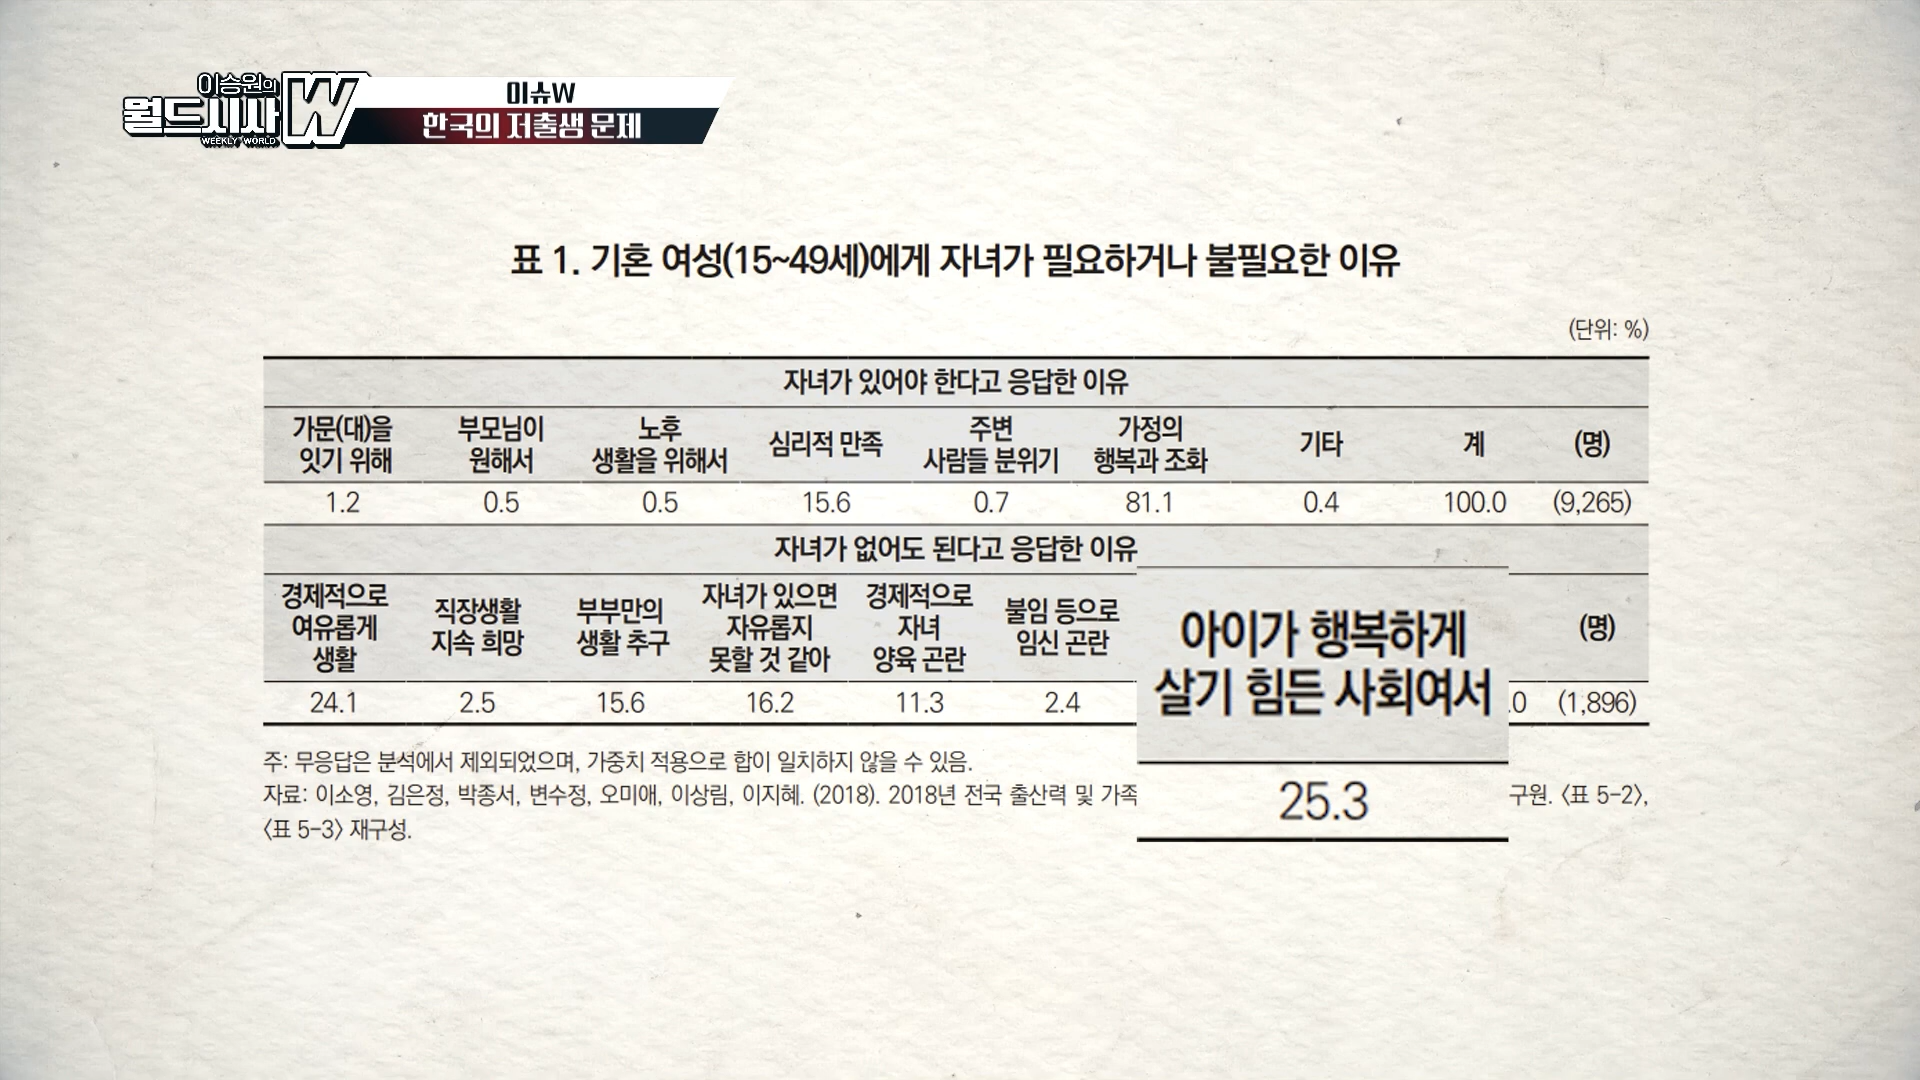 이승원의
월드시사 W
WEEKLY WORLD
이슈W
한국의 저출생 문제
표 1. 기혼 여성(15~49세)에게 자녀가 필요하거나 불필요한 이유
(단위: %)
자녀가 있어야 한다고 응답한 이유
가문(대)을 잇기 위해 부모님이 원해서 노후 생활을 위해서 심리적 만족 주변 사람들 분위기 가정의 행복과 조화 기타 계 (명)
1.2 0.5 0.5 15.6 0.7 81.1 0.4 100.0 (9,265)
자녀가 없어도 된다고 응답한 이유
경제적으로 여유롭게 생활 직장생활 지속 희망 부부만의 생활 추구 자녀가 있으면 자유롭지 못할 것 같아 경제적으로 자녀 양육 곤란 불임 등으로 임신 곤란 아이가 행복하게 살기 힘든 사회여서 (명)
24.1 2.5 15.6 16.2 11.3 2.4 25.3 .0 (1,896)
주: 무응답은 분석에서 제외되었으며, 가중치 적용으로 합이 일치하지 않을 수 있음.
자료: 이소영, 김은정, 박종서, 변수정, 오미애, 이상림, 이지혜. (2018). 2018년 전국 출산력 및 가족 구원. 〈표 5-2〉,
〈표 5-3〉 재구성.